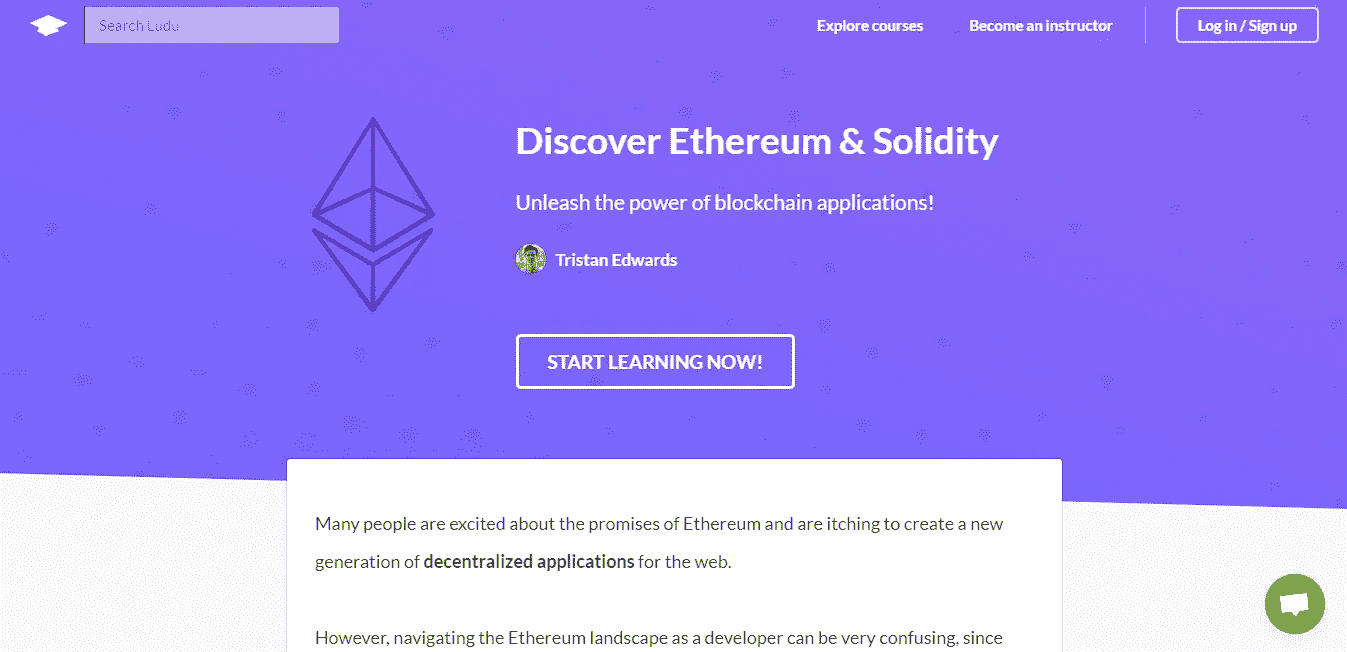 Search Ludu
Explore courses
Become an instructor
Log in / Sign up
Discover Ethereum & Solidity
Unleash the power of blockchain applications!
Tristan Edwards
START LEARNING NOW!
Many people are excited about the promises of Ethereum and are itching to create a new
generation of decentralized applications for the web.
However, navigating the Ethereum landscape as a developer can be very confusing, since